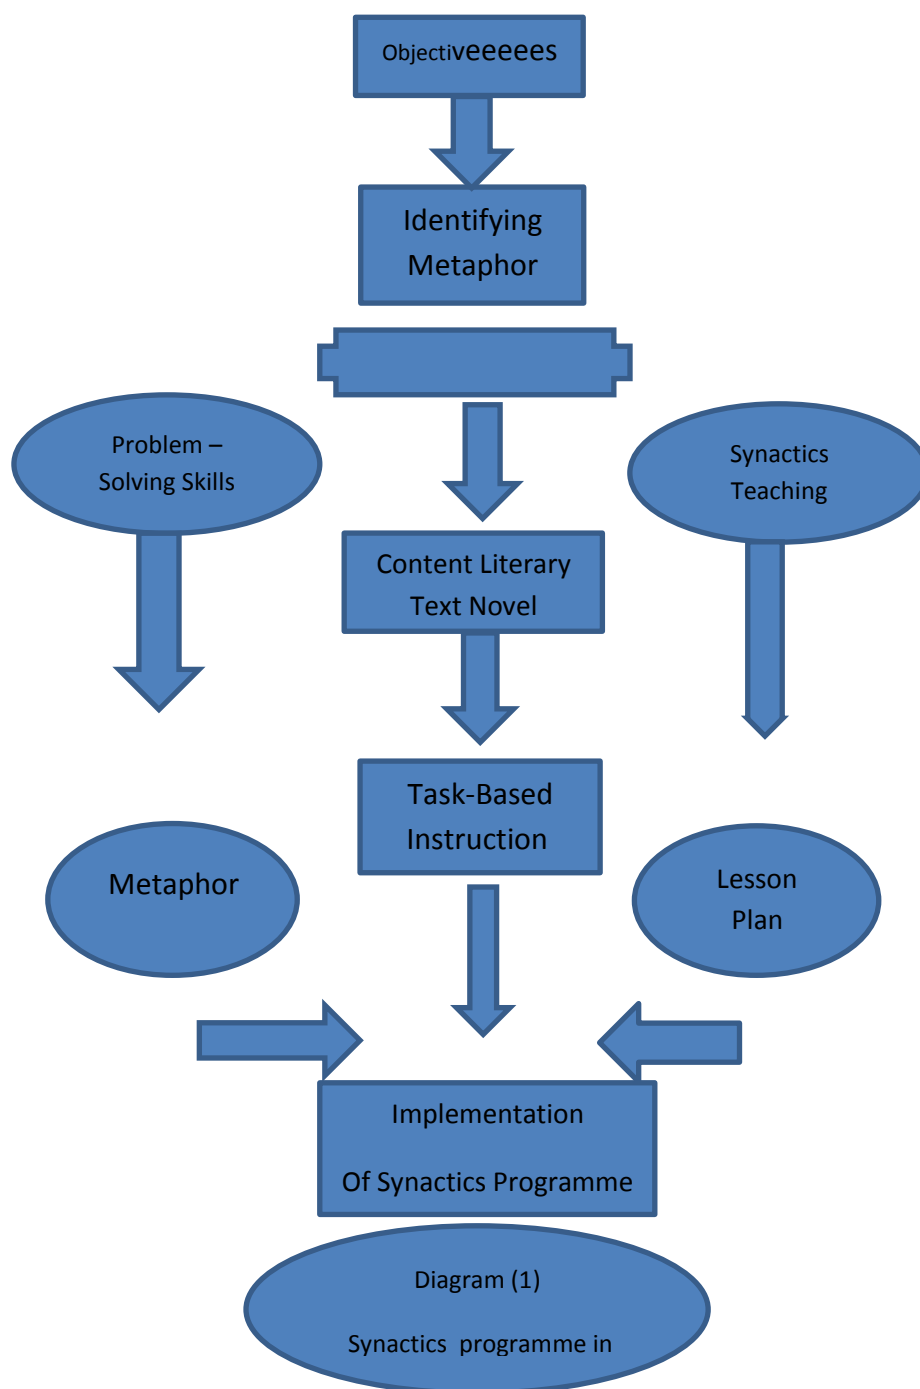 Objectiveeeees
Identifying
Metaphor
Problem –
Solving Skills
Synactics
Teaching
Content Literary
Text Novel
Task-Based
Instruction
Metaphor
Lesson
Plan
Implementation
Of Synactics Programme
Diagram (1)
Synactics programme in